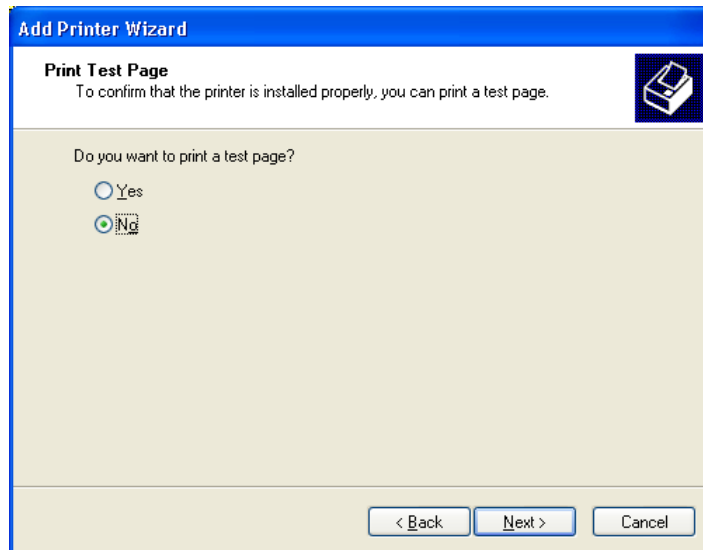 Add Printer Wizard
Print Test Page
To confirm that the printer is installed properly, you can print a test page.
Do you want to print a test page?
Yes
No
< Back Next > Cancel